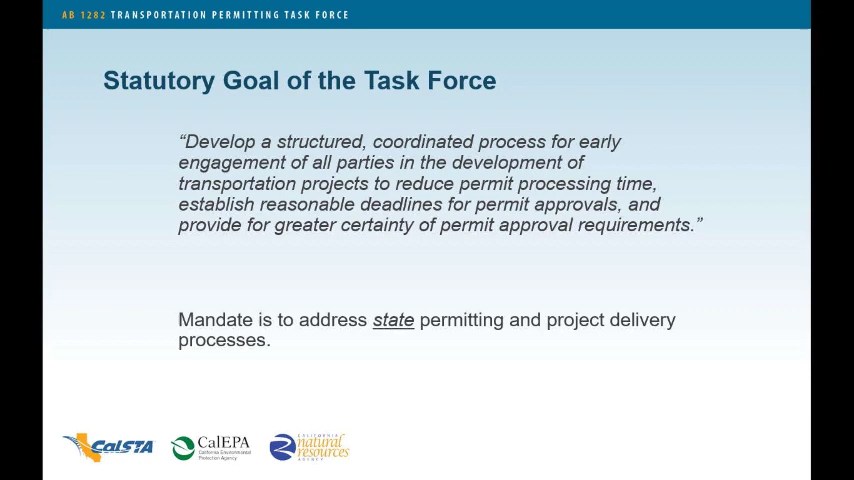 AB 1282 TRANSPORTATION PERMITTING TASK FORCE
Statutory Goal of the Task Force
“Develop a structured, coordinated process for early
engagement of all parties in the development of
transportation projects to reduce permit processing time,
establish reasonable deadlines for permit approvals, and
provide for greater certainty of permit approval requirements.”
Mandate is to address state permitting and project delivery
processes.
CalSTA
CalEPA
California Environmental
Protection Agency
CALIFORNIA
natural
resources
AGENCY